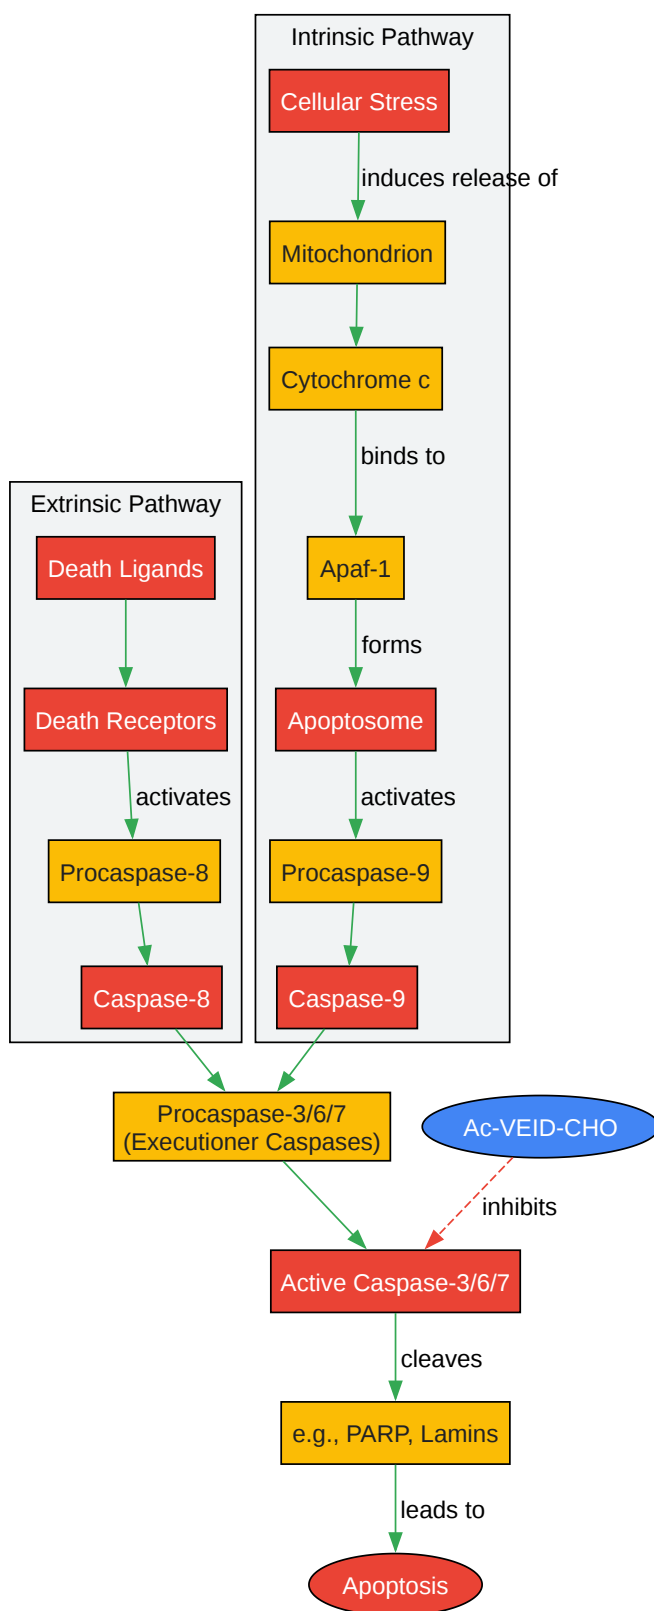 Intrinsic Pathway
Cellular Stress
induces release of
Mitochondrion
Cytochrome c
binds to
Apaf-1
forms
Apoptosome
activates
Procaspase-9
Caspase-9
Extrinsic Pathway
Death Ligands
Death Receptors
activates
Procaspase-8
Caspase-8
Procaspase-3/6/7
(Executioner Caspases)
Ac-VEID-CHO
inhibits
Active Caspase-3/6/7
cleaves
e.g., PARP, Lamins
leads to
Apoptosis